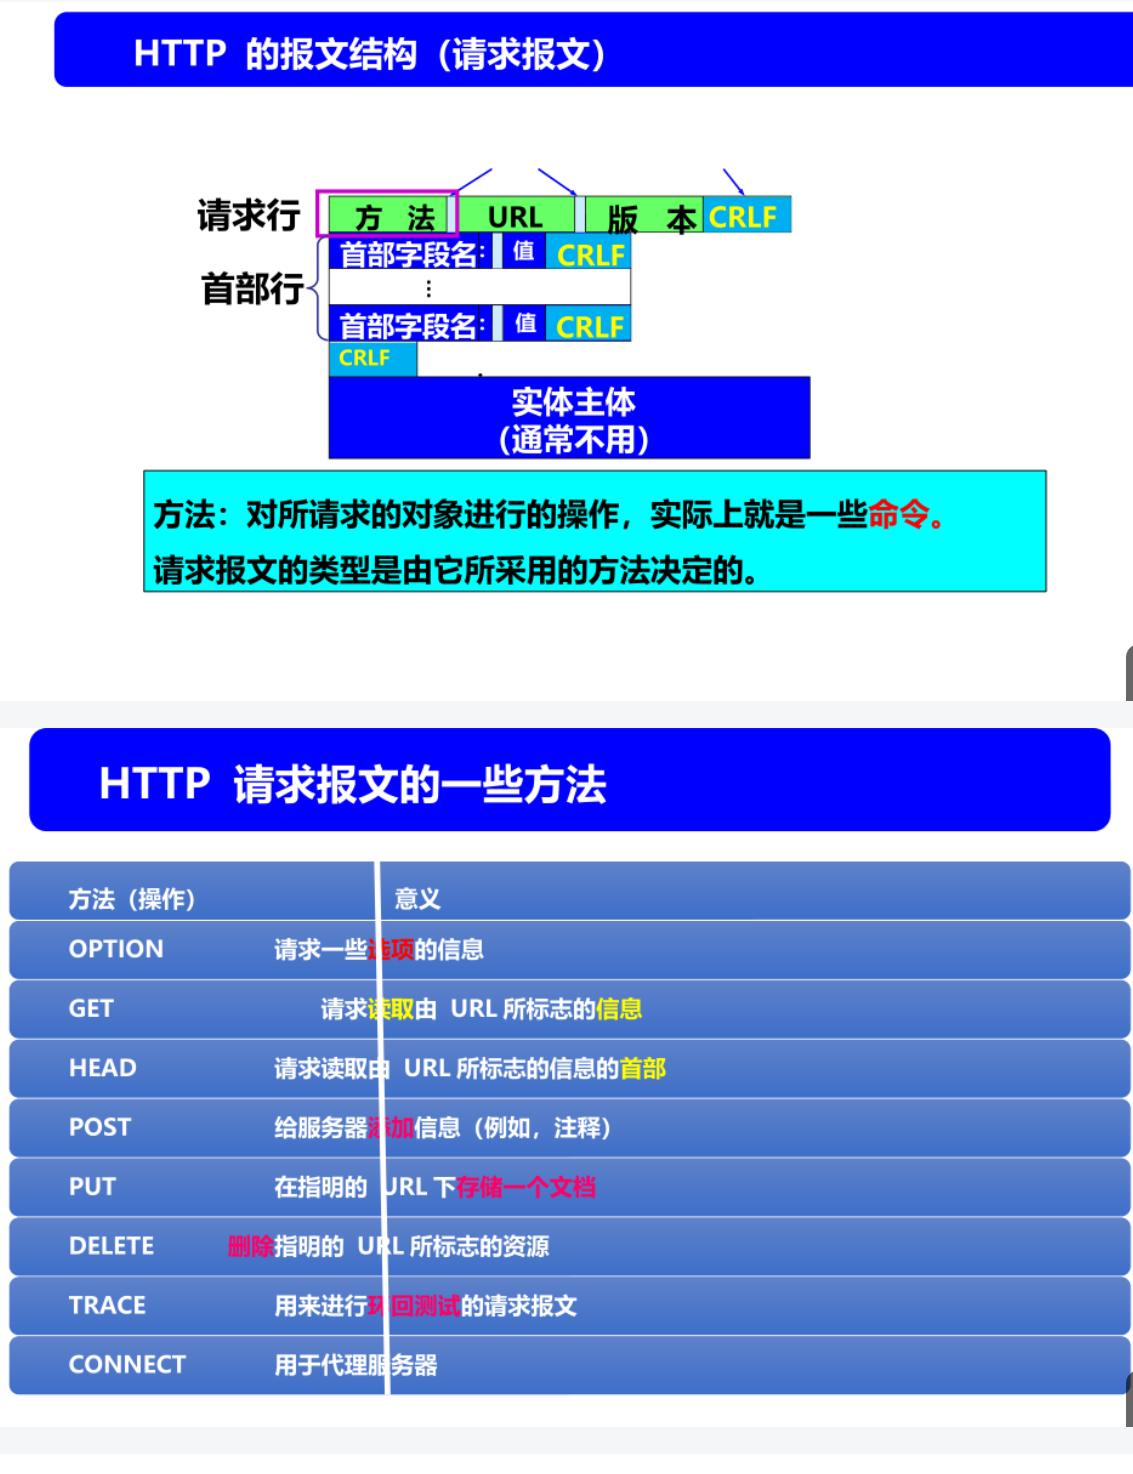 HTTP 的报文结构（请求报文）
请求行 方 法 URL 版 本 CRLF
首部字段名: 值 CRLF
首部行 ⋮
首部字段名: 值 CRLF
CRLF
实体主体
(通常不用)
方法：对所请求的对象进行的操作，实际上就是一些命令。
请求报文的类型是由它所采用的方法决定的。
HTTP 请求报文的一些方法
方法（操作） 意义
OPTION 请求一些选项的信息
GET 请求读取由 URL 所标志的信息
HEAD 请求读取由 URL 所标志的信息的首部
POST 给服务器添加信息（例如，注释）
PUT 在指明的 URL 下存储一个文档
DELETE 删除指明的 URL 所标志的资源
TRACE 用来进行环回测试的请求报文
CONNECT 用于代理服务器